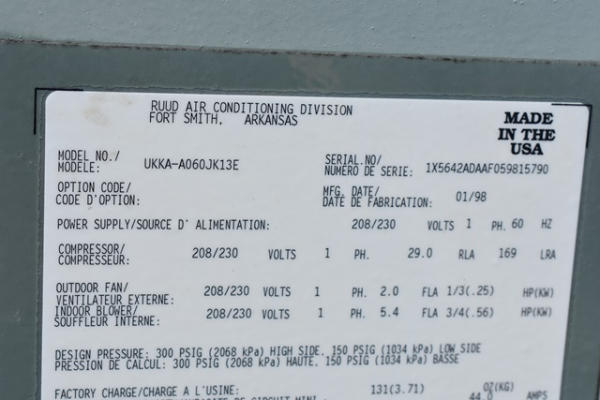 RUUD AIR CONDITIONING DIVISION
FORT SMITH, ARKANSAS
MADE
IN THE
USA
MODEL NO./
MODÈLE: UKKA-A060JK13E
SERIAL.NO/
NUMÉRO DE SERIE: 1X5642ADAAF059815790
OPTION CODE/
CODE D'OPTION:
MFG. DATE/
DATE DE FABRICATION: 01/98
POWER SUPPLY/SOURCE D' ALIMENTATION: 208/230 VOLTS 1 PH. 60 HZ
COMPRESSOR/
COMPRESSEUR: 208/230 VOLTS 1 PH. 29.0 RLA 169 LRA
OUTDOOR FAN/
VENTILATEUR EXTERNE: 208/230 VOLTS 1 PH. 2.0 FLA 1/3(.25) HP(KW)
INDOOR BLOWER/
SOUFFLEUR INTERNE: 208/230 VOLTS 1 PH. 5.4 FLA 3/4(.56) HP(KW)
DESIGN PRESSURE: 300 PSIG (2068 kPa) HIGH SIDE, 150 PSIG (1034 kPa) LOW SIDE
PRESSION DE CALCUL: 300 PSIG (2068 kPa) HAUTE, 150 PSIG (1034 kPa) BASSE
FACTORY CHARGE/CHARGE A L'USINE: 131(3.71) OZ(KG)
44.0 AMPS